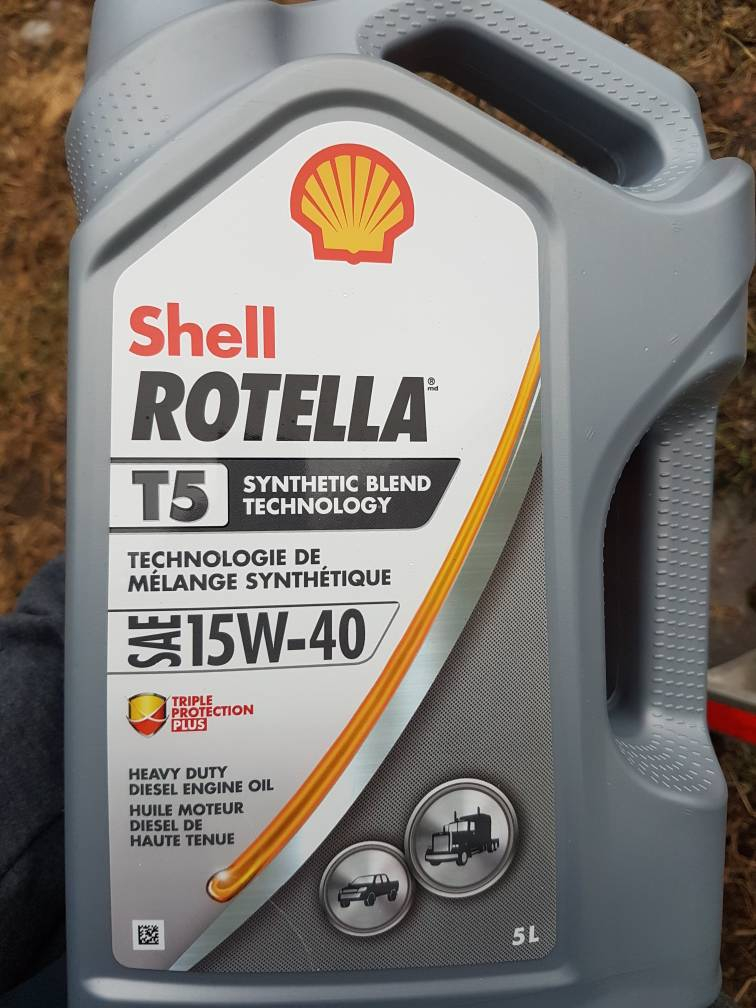 Shell
ROTELLA® md
T5 SYNTHETIC BLEND
TECHNOLOGY
TECHNOLOGIE DE
MÉLANGE SYNTHÉTIQUE
SAE 15W-40
TRIPLE
PROTECTION
PLUS
HEAVY DUTY
DIESEL ENGINE OIL
HUILE MOTEUR
DIESEL DE
HAUTE TENUE
5 L